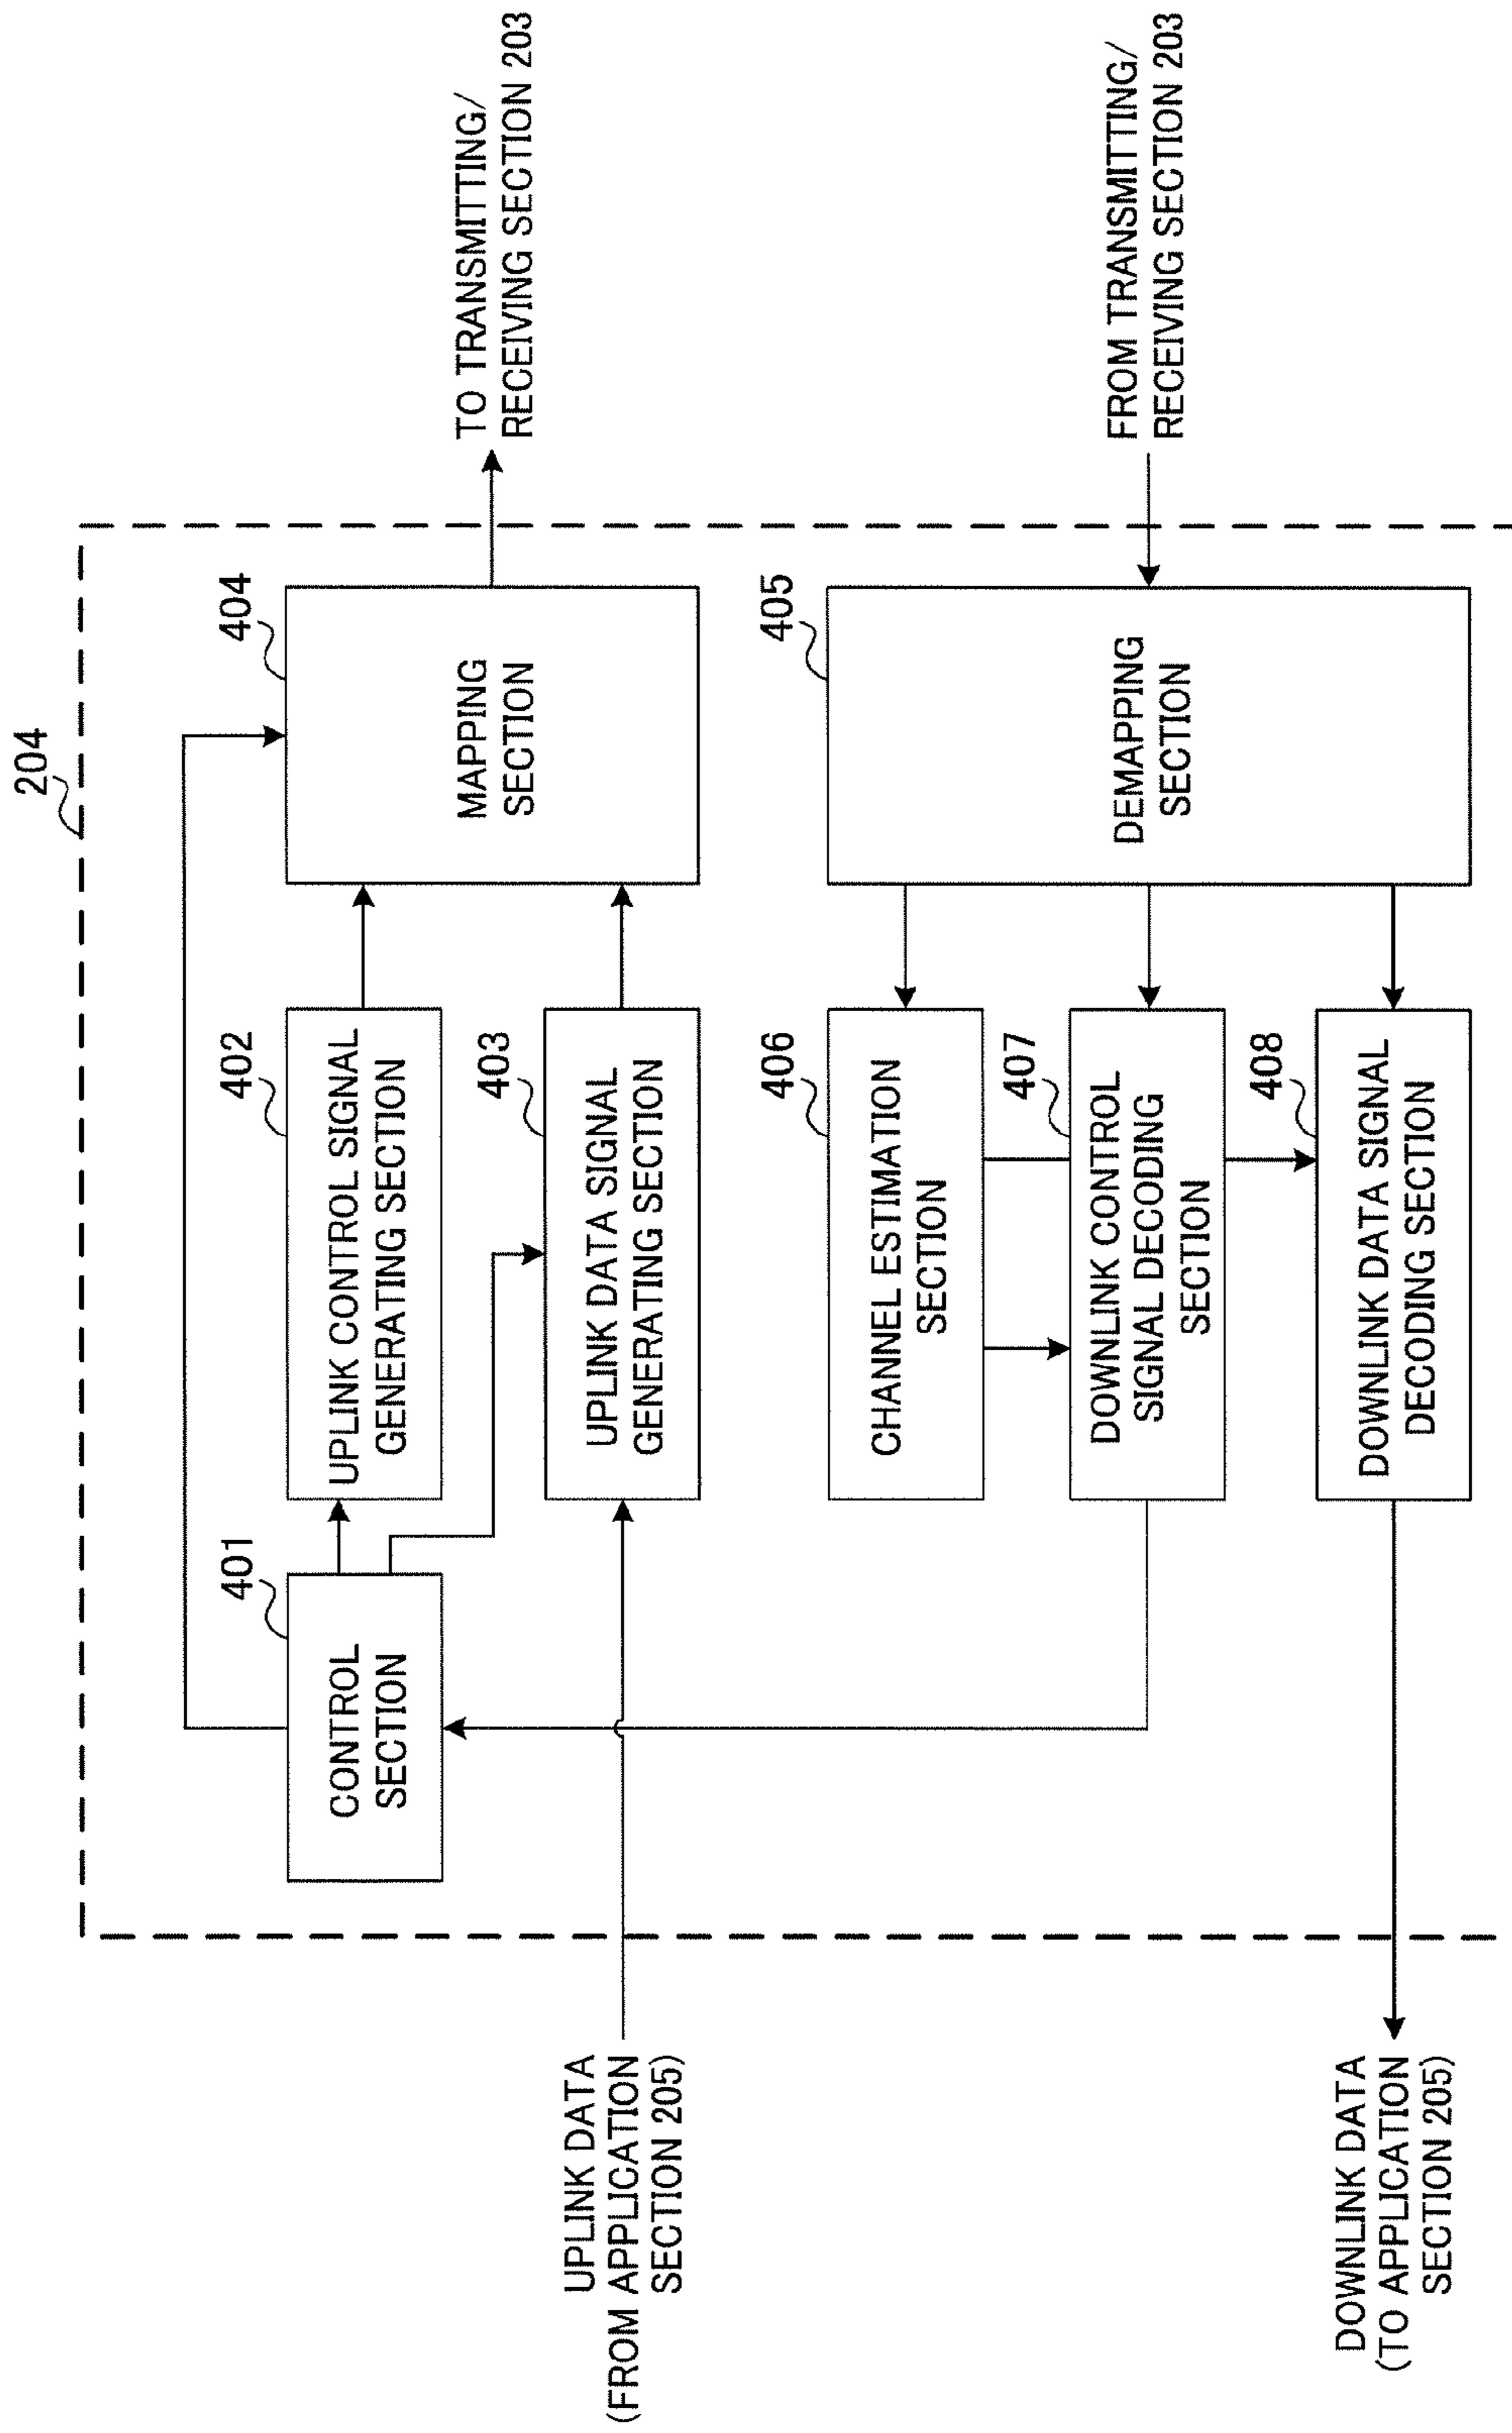 204
401
CONTROL
SECTION
402
UPLINK CONTROL SIGNAL
GENERATING SECTION
404
MAPPING
SECTION
TO TRANSMITTING/
RECEIVING SECTION 203
UPLINK DATA
(FROM APPLICATION
SECTION 205)
403
UPLINK DATA SIGNAL
GENERATING SECTION
406
CHANNEL ESTIMATION
SECTION
405
DEMAPPING
SECTION
FROM TRANSMITTING/
RECEIVING SECTION 203
407
DOWNLINK CONTROL
SIGNAL DECODING
SECTION
408
DOWNLINK DATA SIGNAL
DECODING SECTION
DOWNLINK DATA
(TO APPLICATION
SECTION 205)